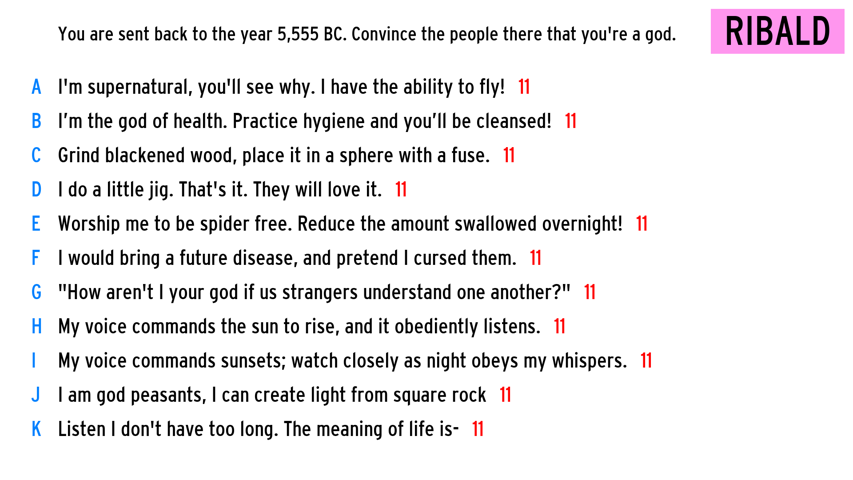 You are sent back to the year 5,555 BC. Convince the people there that you're a god.
RIBALD
A I'm supernatural, you'll see why. I have the ability to fly! 11
B I’m the god of health. Practice hygiene and you’ll be cleansed! 11
C Grind blackened wood, place it in a sphere with a fuse. 11
D I do a little jig. That's it. They will love it. 11
E Worship me to be spider free. Reduce the amount swallowed overnight! 11
F I would bring a future disease, and pretend I cursed them. 11
G "How aren't I your god if us strangers understand one another?" 11
H My voice commands the sun to rise, and it obediently listens. 11
I My voice commands sunsets; watch closely as night obeys my whispers. 11
J I am god peasants, I can create light from square rock 11
K Listen I don't have too long. The meaning of life is- 11